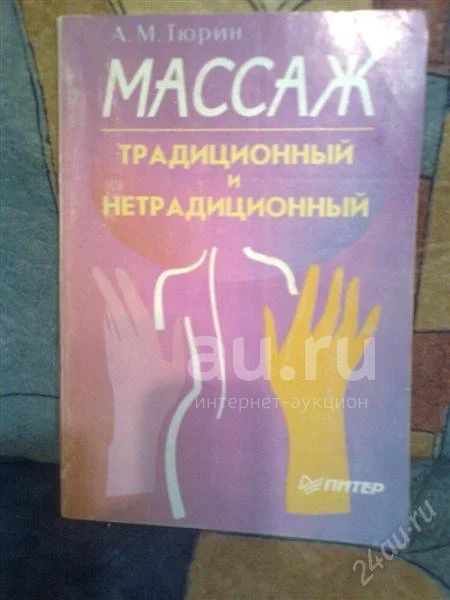 А. М. Тюрин
МАССАЖ
ТРАДИЦИОННЫЙ
и
НЕТРАДИЦИОННЫЙ
au.ru
интернет-аукцион
ПИТЕР
24au.ru